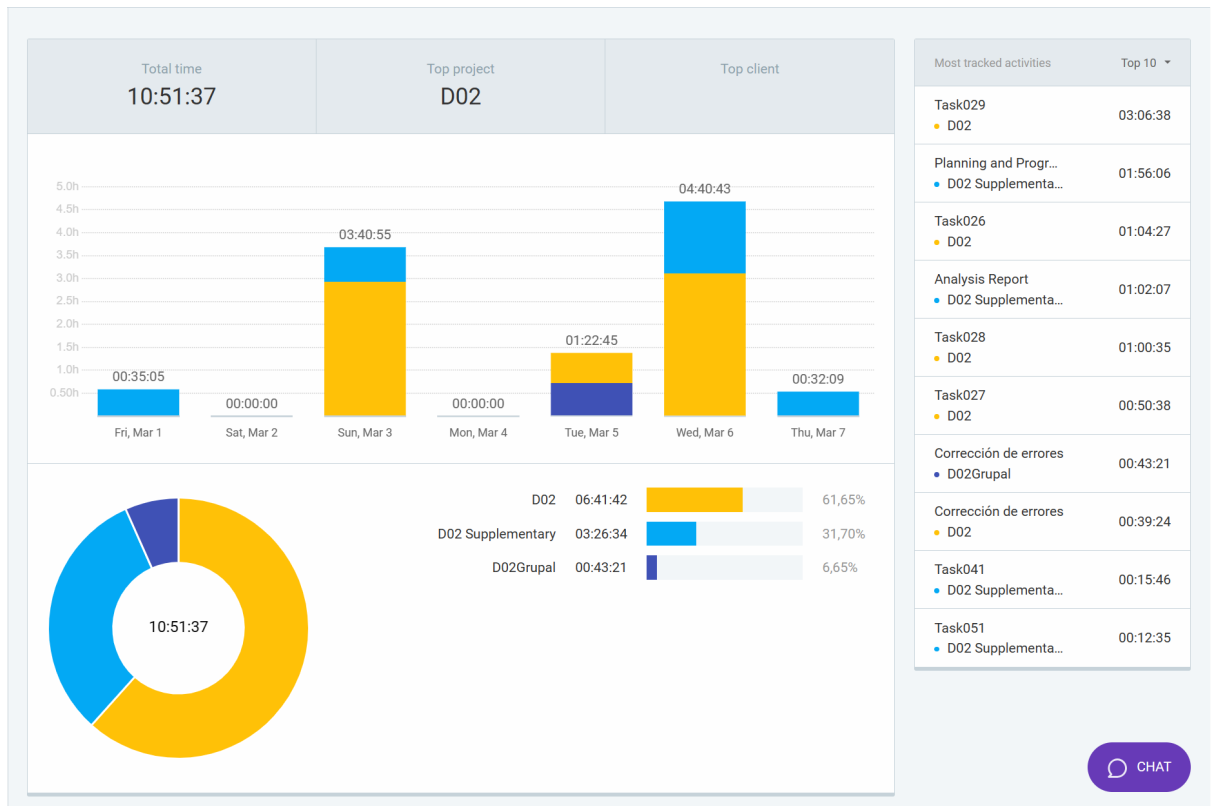 Total time
10:51:37
Top project
D02
Top client
5.0h
4.5h
4.0h
3.5h
3.0h
2.5h
2.0h
1.5h
1.0h
0.50h
00:35:05
00:00:00
03:40:55
00:00:00
01:22:45
04:40:43
00:32:09
Fri, Mar 1
Sat, Mar 2
Sun, Mar 3
Mon, Mar 4
Tue, Mar 5
Wed, Mar 6
Thu, Mar 7
10:51:37
D02 06:41:42 61,65%
D02 Supplementary 03:26:34 31,70%
D02Grupal 00:43:21 6,65%
Most tracked activities Top 10
Task029
D02
03:06:38
Planning and Progr...
D02 Supplementa...
01:56:06
Task026
D02
01:04:27
Analysis Report
D02 Supplementa...
01:02:07
Task028
D02
01:00:35
Task027
D02
00:50:38
Corrección de errores
D02Grupal
00:43:21
Corrección de errores
D02
00:39:24
Task041
D02 Supplementa...
00:15:46
Task051
D02 Supplementa...
00:12:35
CHAT